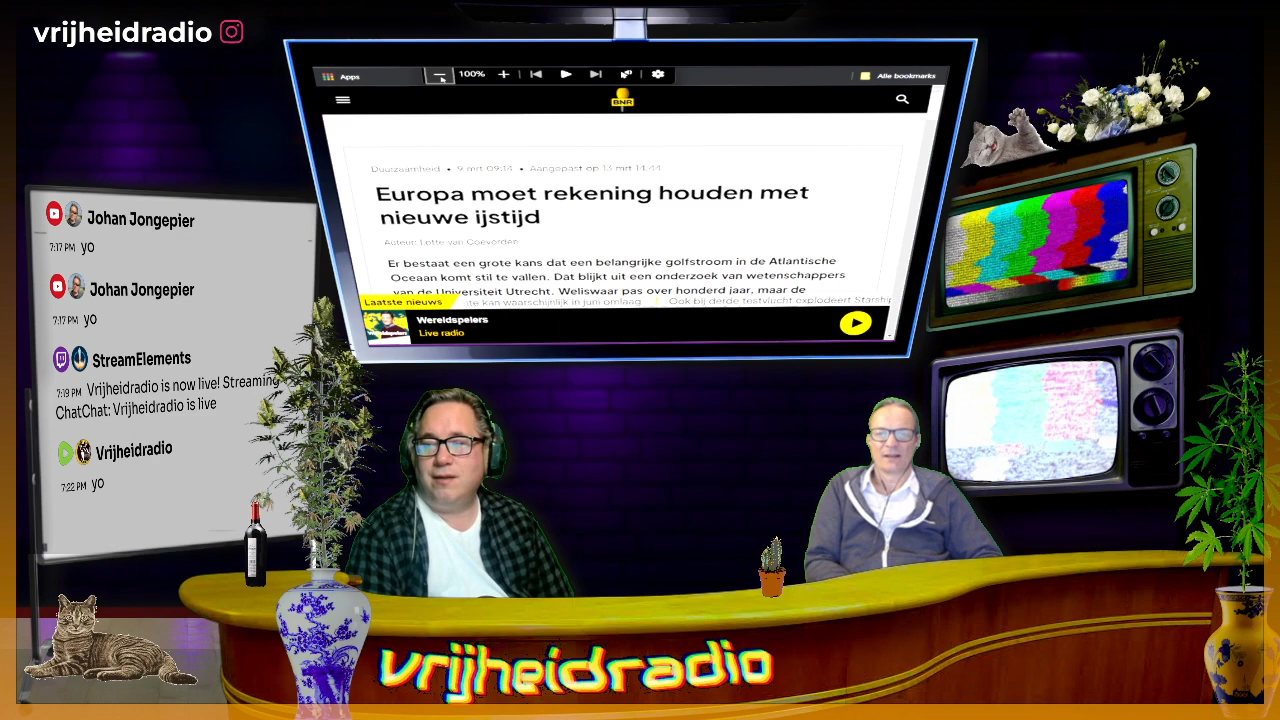 vrijheidradio
Apps
100%
Alle bookmarks
BNR
Duurzaamheid • 9 mrt 09:14 • Aangepast op 13 mrt 14:44
Europa moet rekening houden met
nieuwe ijstijd
Auteur: Lotte van Coevorden
Er bestaat een grote kans dat een belangrijke golfstroom in de Atlantische
Oceaan komt stil te vallen. Dat blijkt uit een onderzoek van wetenschappers
van de Universiteit Utrecht. Weliswaar pas over honderd jaar, maar de
Laatste nieuws
kan waarschijnlijk in juni omlaag
Ook bij derde testvlucht explodeert Starship
Wereldspelers
Live radio
Johan Jongepier
7:17 PM yo
Johan Jongepier
7:17 PM yo
StreamElements
7:19 PM Vrijheidradio is now live! Streaming
ChatChat: Vrijheidradio is live
Vrijheidradio
7:22 PM yo
vrijheidradio